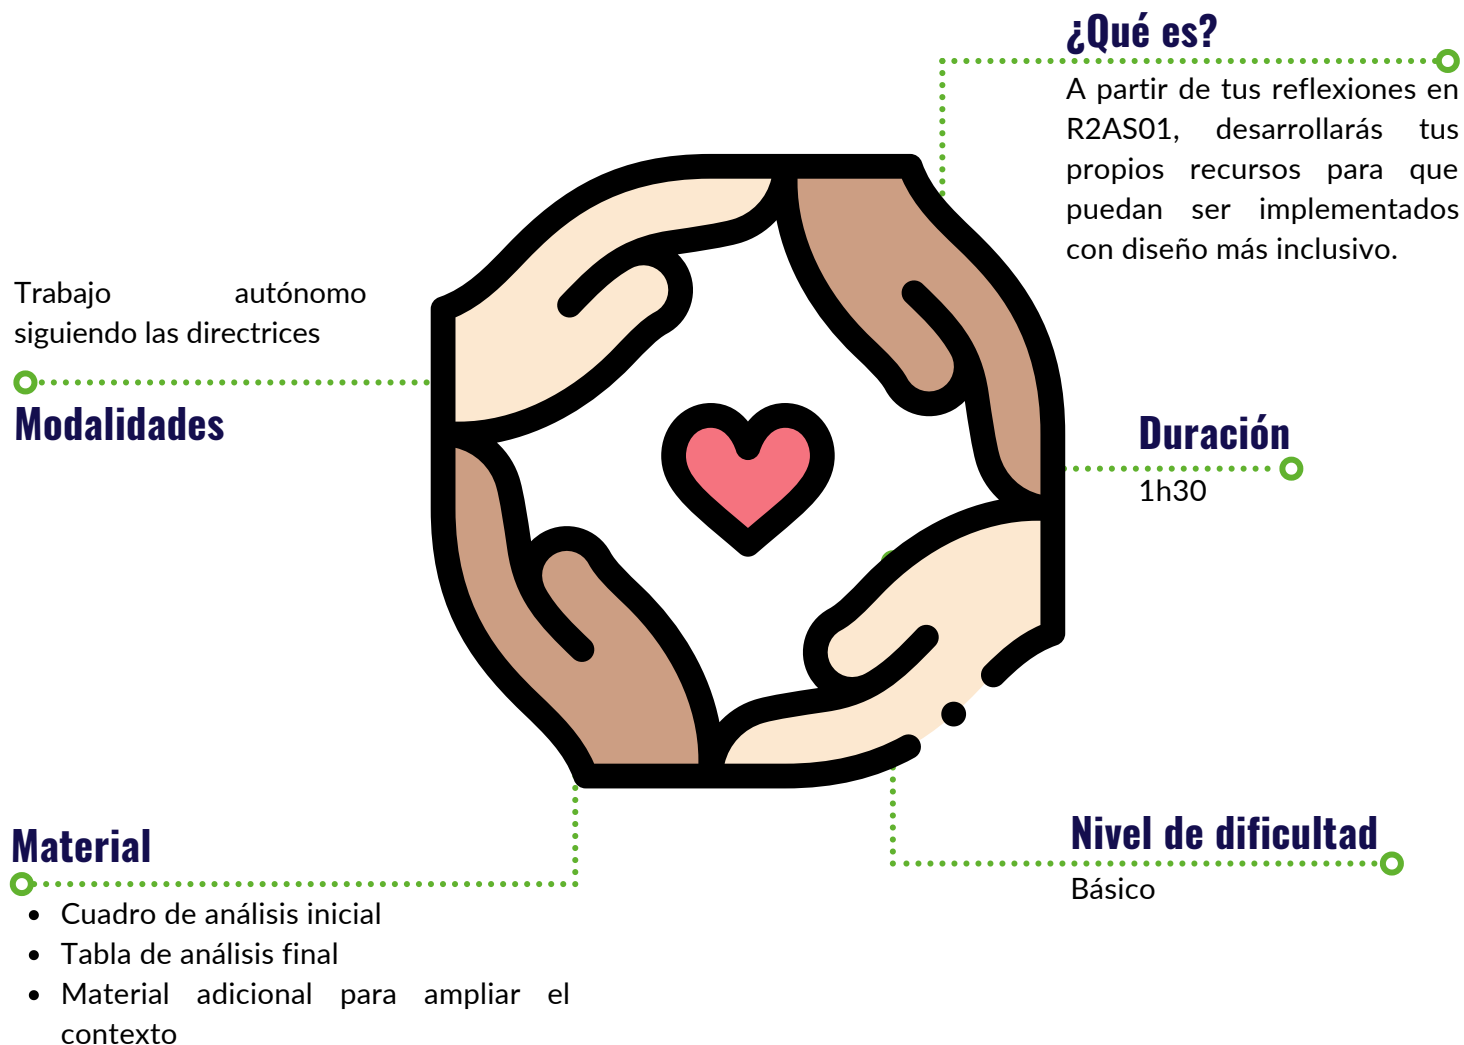 ¿Qué es?
A partir de tus reflexiones en
R2AS01, desarrollarás tus
propios recursos para que
puedan ser implementados
con diseño más inclusivo.
Trabajo autónomo
siguiendo las directrices
Modalidades
Duración
1h30
Nivel de dificultad
Básico
Material
• Cuadro de análisis inicial
• Tabla de análisis final
• Material adicional para ampliar el
contexto